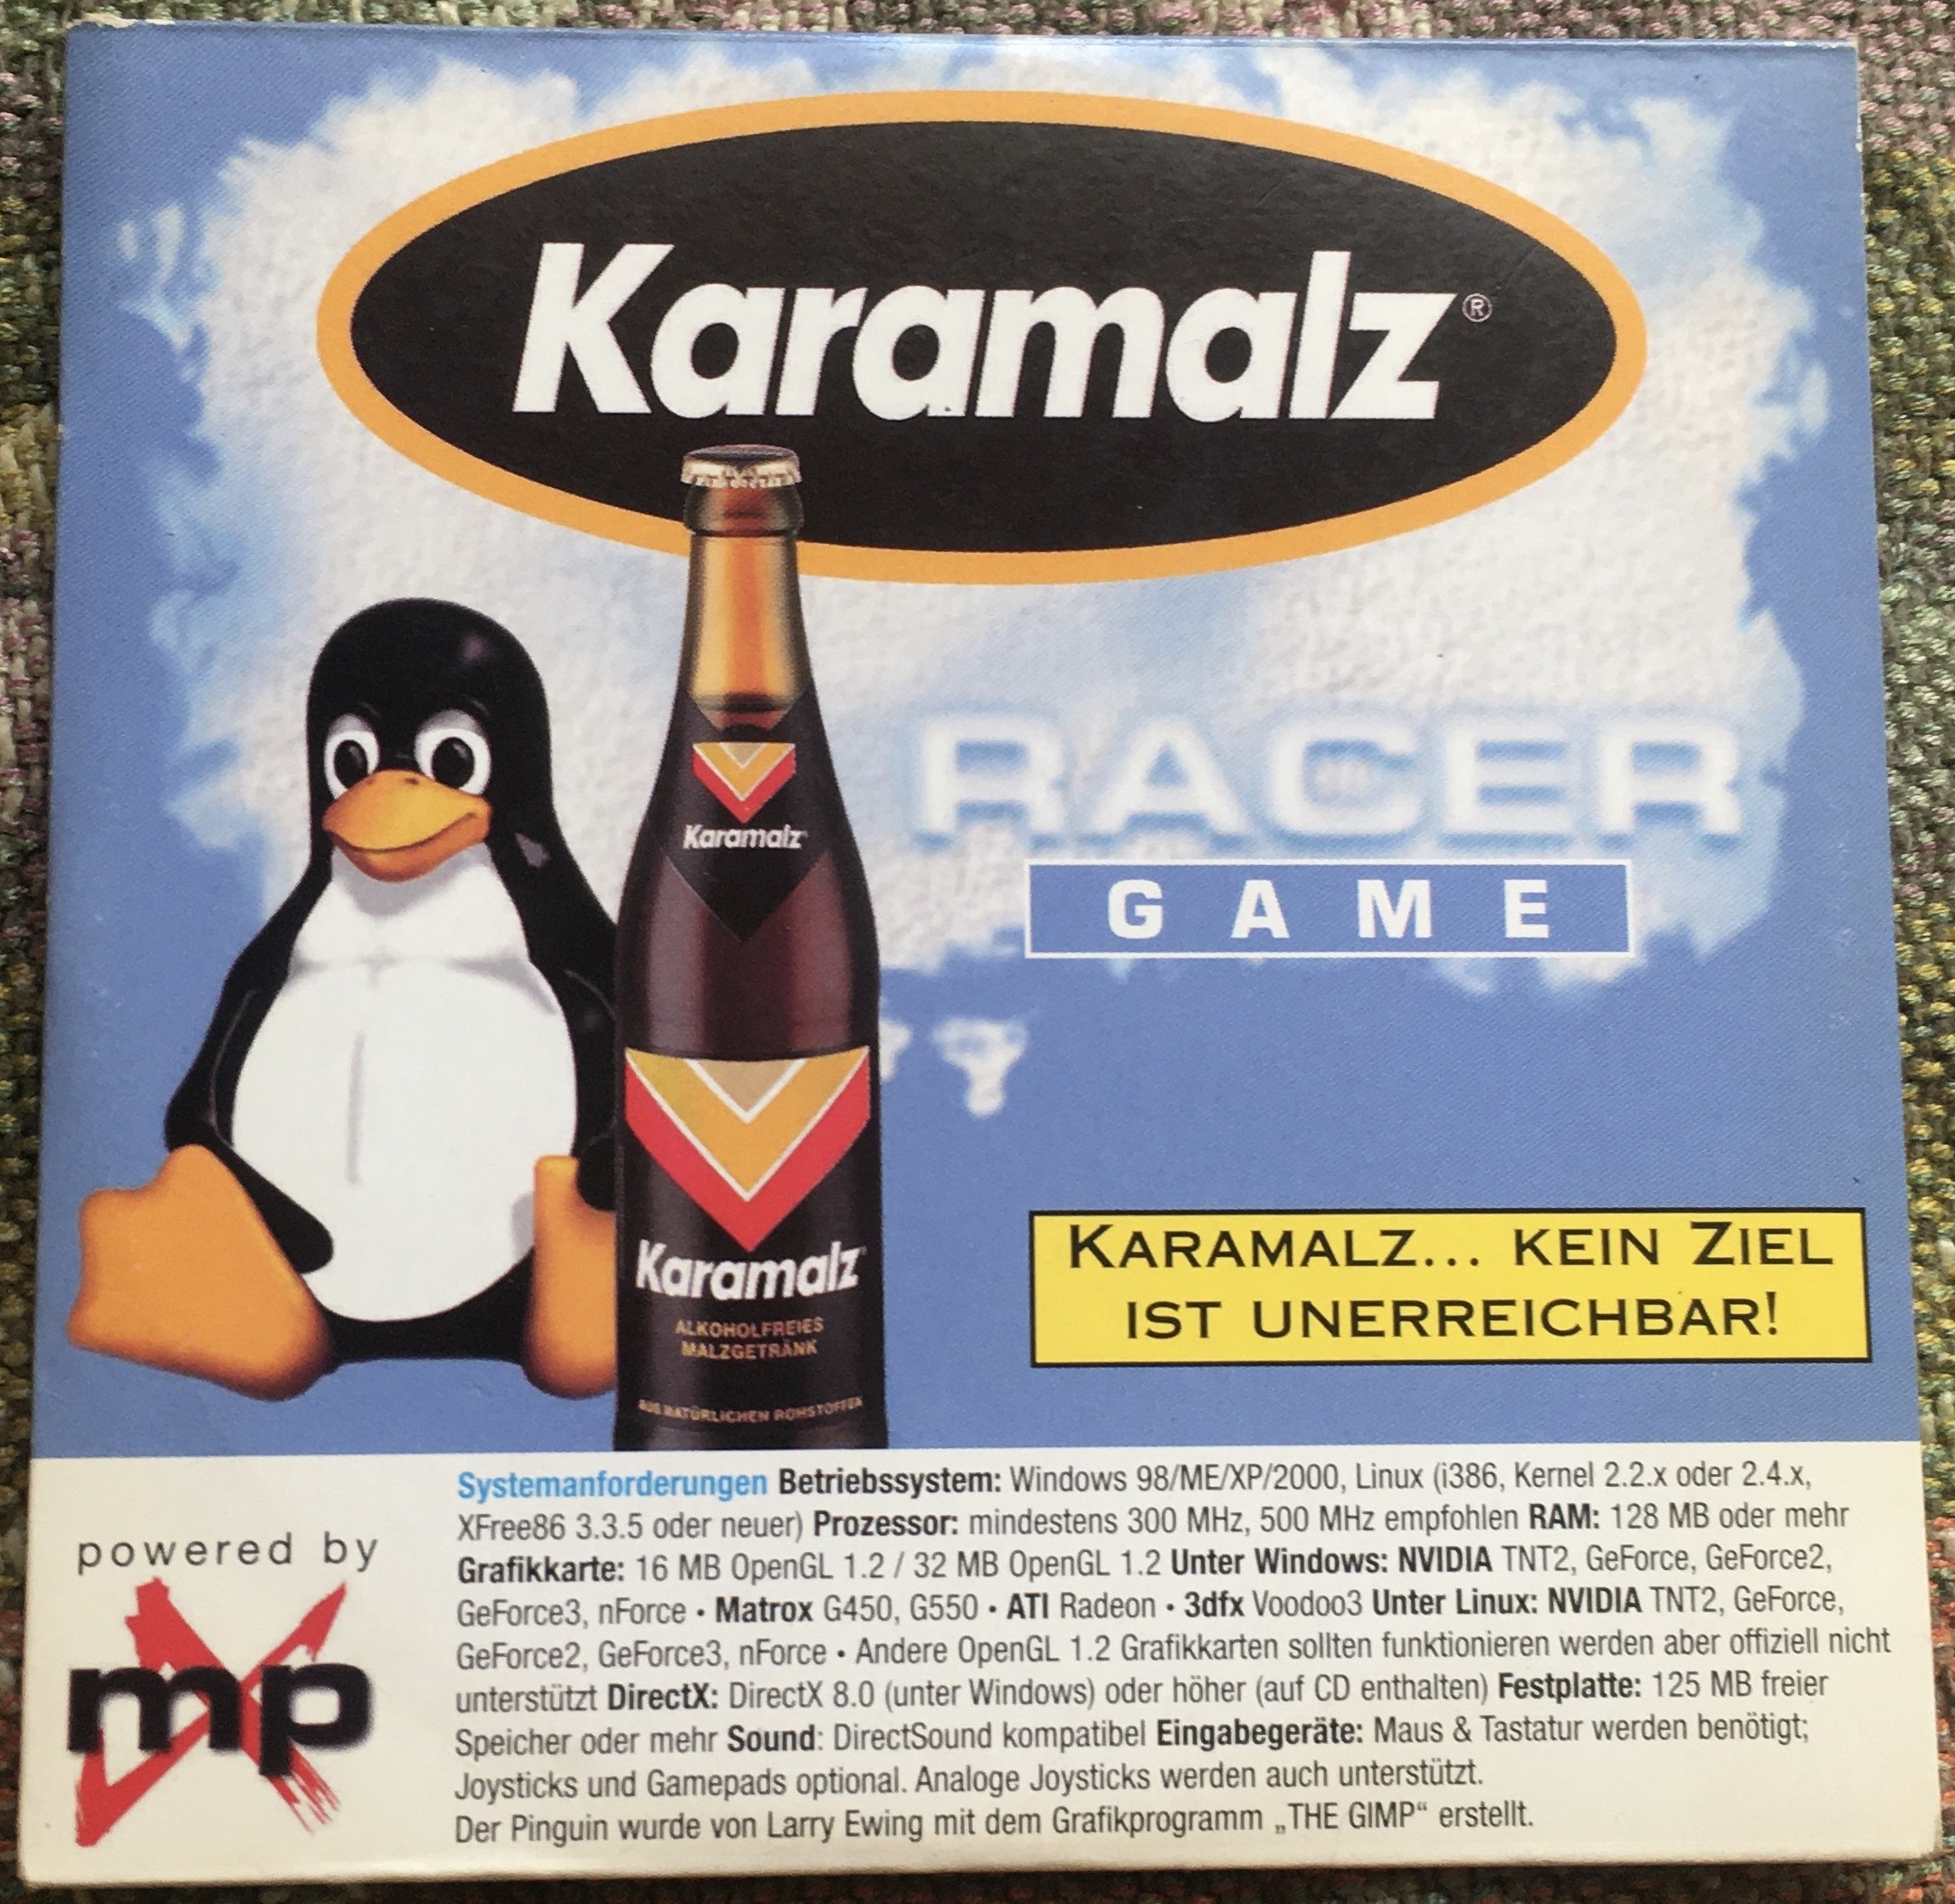 Karamalz®
RACER
GAME
Karamalz
Karamalz
ALKOHOLFREIES
MALZGETRÄNK
AUS NATÜRLICHEN ROHSTOFFEN
KARAMALZ... KEIN ZIEL
IST UNERREICHBAR!
powered by
mp
Systemanforderungen Betriebssystem: Windows 98/ME/XP/2000, Linux (i386, Kernel 2.2.x oder 2.4.x,
XFree86 3.3.5 oder neuer) Prozessor: mindestens 300 MHz, 500 MHz empfohlen RAM: 128 MB oder mehr
Grafikkarte: 16 MB OpenGL 1.2 / 32 MB OpenGL 1.2 Unter Windows: NVIDIA TNT2, GeForce, GeForce2,
GeForce3, nForce • Matrox G450, G550 • ATI Radeon • 3dfx Voodoo3 Unter Linux: NVIDIA TNT2, GeForce,
GeForce2, GeForce3, nForce • Andere OpenGL 1.2 Grafikkarten sollten funktionieren werden aber offiziell nicht
unterstützt DirectX: DirectX 8.0 (unter Windows) oder höher (auf CD enthalten) Festplatte: 125 MB freier
Speicher oder mehr Sound: DirectSound kompatibel Eingabegeräte: Maus & Tastatur werden benötigt;
Joysticks und Gamepads optional. Analoge Joysticks werden auch unterstützt.
Der Pinguin wurde von Larry Ewing mit dem Grafikprogramm „THE GIMP“ erstellt.